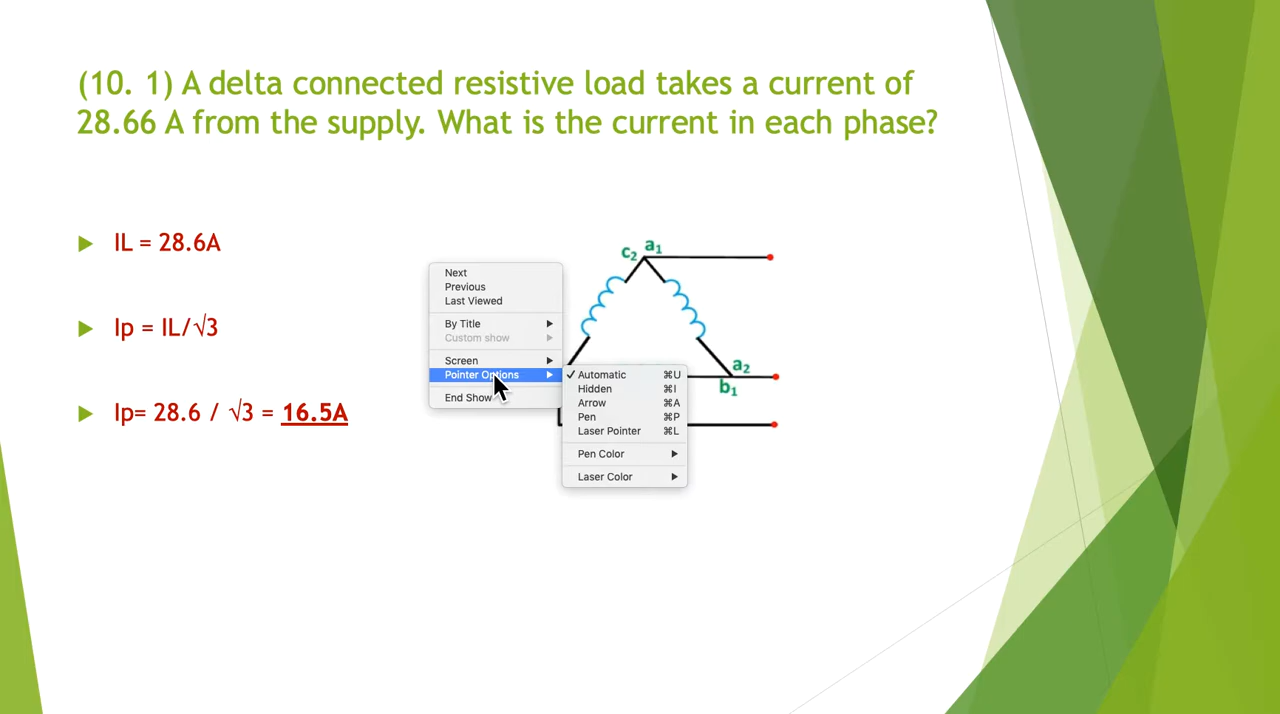 (10. 1) A delta connected resistive load takes a current of
28.66 A from the supply. What is the current in each phase?
IL = 28.6A
Ip = IL/√3
Ip= 28.6 / √3 = 16.5A
c2 a1
a2
b1
Next
Previous
Last Viewed
By Title
Custom show
Screen
Pointer Options
End Show
Automatic ⌘U
Hidden ⌘I
Arrow ⌘A
Pen ⌘P
Laser Pointer ⌘L
Pen Color
Laser Color